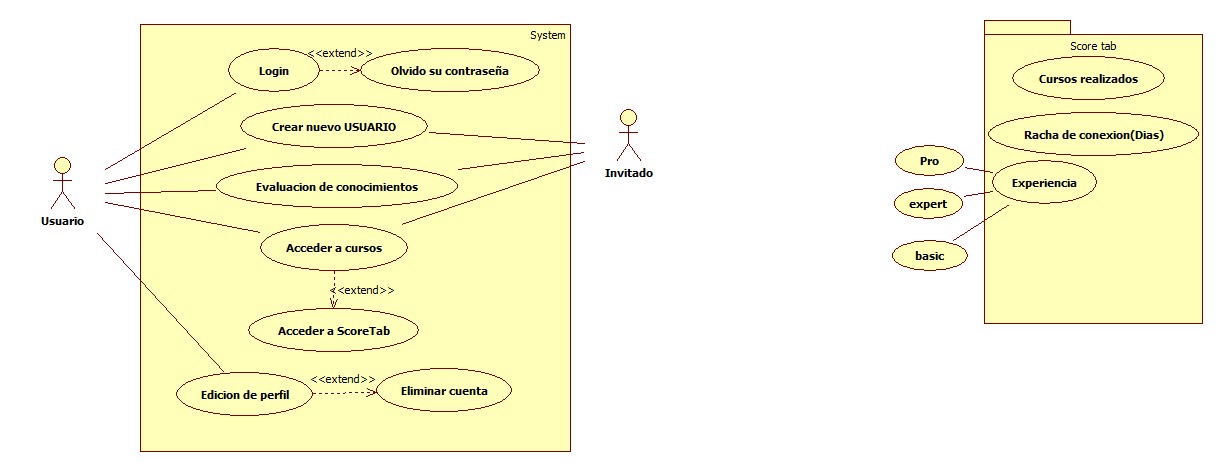 System
<<extend>>
Login
Olvido su contraseña
Crear nuevo USUARIO
Evaluacion de conocimientos
Usuario
Invitado
Acceder a cursos
<<extend>>
Acceder a ScoreTab
<<extend>>
Edicion de perfil
Eliminar cuenta
Score tab
Cursos realizados
Racha de conexion(Dias)
Pro
Experiencia
expert
basic